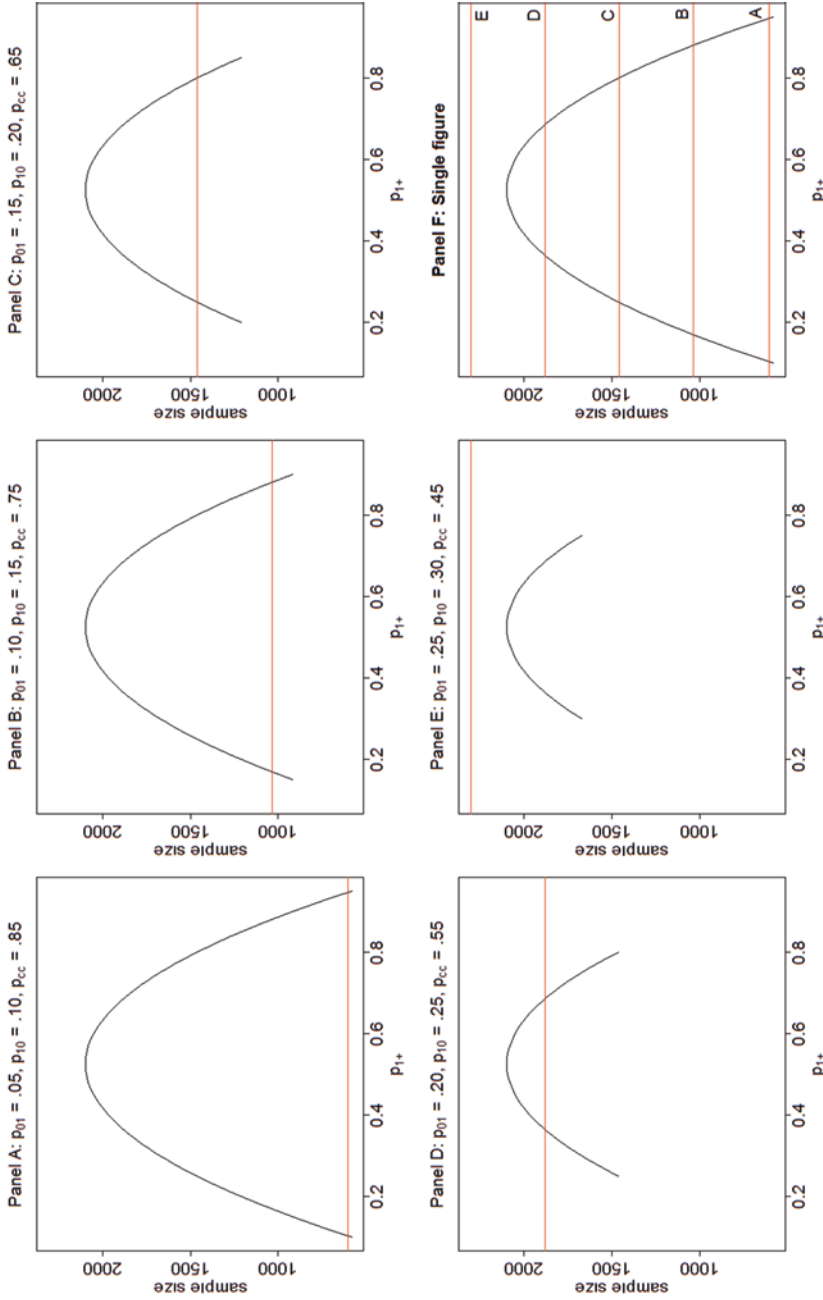 Panel A: p01 = .05, p10 = .10, pcc = .85
sample size
1000 1500 2000
0.2 0.4 0.6 0.8
p1+
Panel B: p01 = .10, p10 = .15, pcc = .75
sample size
1000 1500 2000
0.2 0.4 0.6 0.8
p1+
Panel C: p01 = .15, p10 = .20, pcc = .65
sample size
1000 1500 2000
0.2 0.4 0.6 0.8
p1+
Panel D: p01 = .20, p10 = .25, pcc = .55
sample size
1000 1500 2000
0.2 0.4 0.6 0.8
p1+
Panel E: p01 = .25, p10 = .30, pcc = .45
sample size
1000 1500 2000
0.2 0.4 0.6 0.8
p1+
Panel F: Single figure
sample size
1000 1500 2000
E
D
C
B
A
0.2 0.4 0.6 0.8
p1+